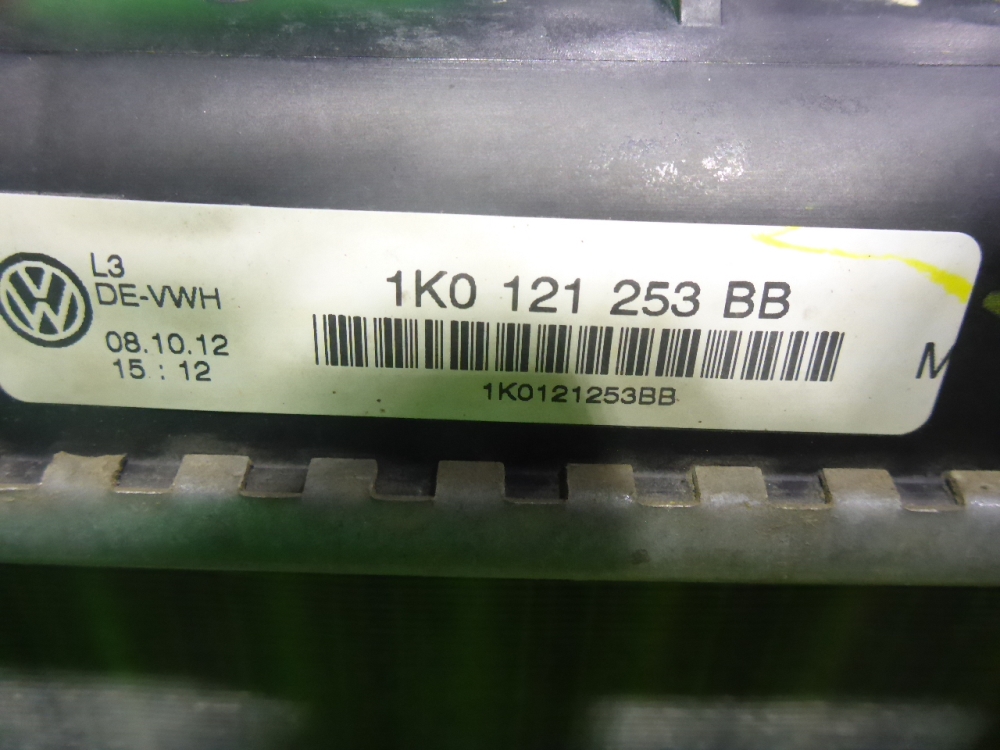 L3
DE-VWH
08.10.12
15 : 12
1K0 121 253 BB
1K0121253BB
M